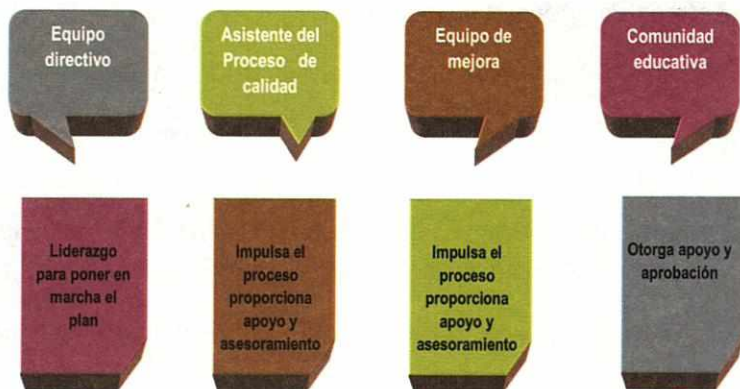 Equipo
directivo
Asistente del
Proceso de
calidad
Equipo de
mejora
Comunidad
educativa
Liderazgo
para poner en
marcha el
plan
Impulsa el
proceso
proporciona
apoyo y
asesoramiento
Impulsa el
proceso
proporciona
apoyo y
asesoramiento
Otorga apoyo y
aprobación